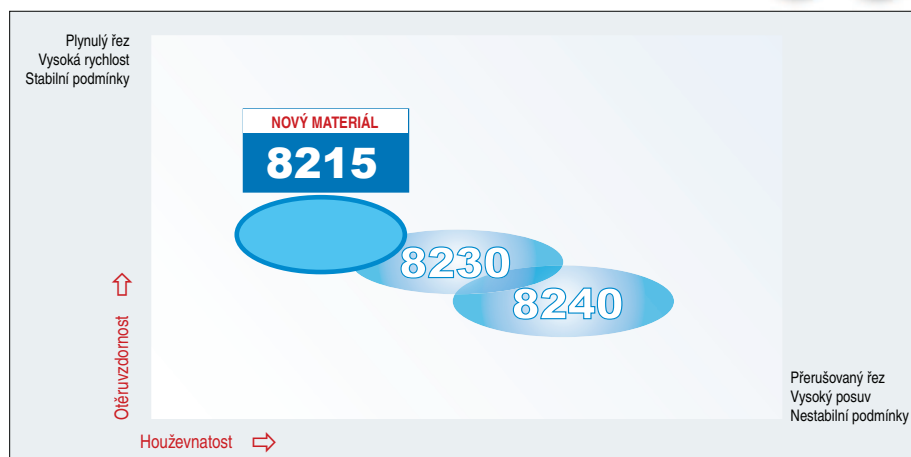 Plynulý řez
Vysoká rychlost
Stabilní podmínky
NOVÝ MATERIÁL
8215
8230
8240
Otěruvzdornost
Přerušovaný řez
Vysoký posuv
Nestabilní podmínky
Houževnatost